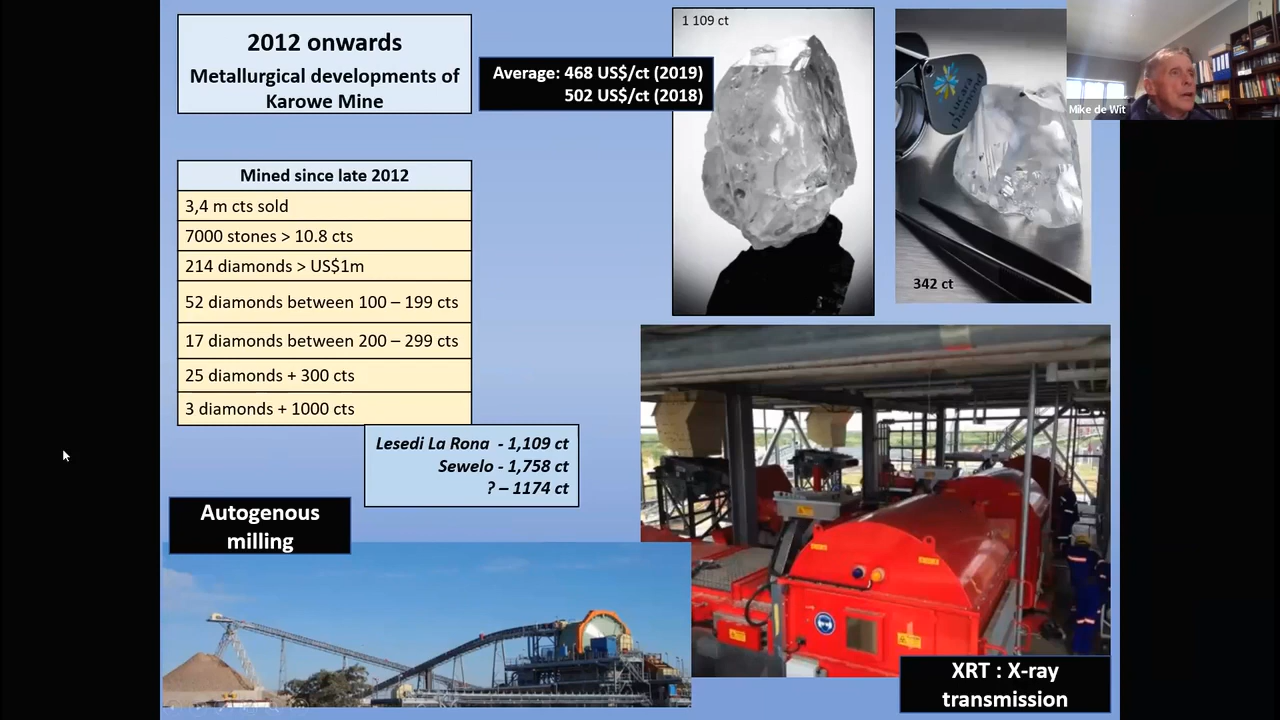 2012 onwards
Metallurgical developments of
Karowe Mine
Average: 468 US$/ct (2019)
502 US$/ct (2018)
1 109 ct
Lucara
Diamond
342 ct
Mike de Wit
Mined since late 2012
3,4 m cts sold
7000 stones > 10.8 cts
214 diamonds > US$1m
52 diamonds between 100 – 199 cts
17 diamonds between 200 – 299 cts
25 diamonds + 300 cts
3 diamonds + 1000 cts
Lesedi La Rona - 1,109 ct
Sewelo - 1,758 ct
? – 1174 ct
Autogenous
milling
XRT : X-ray
transmission